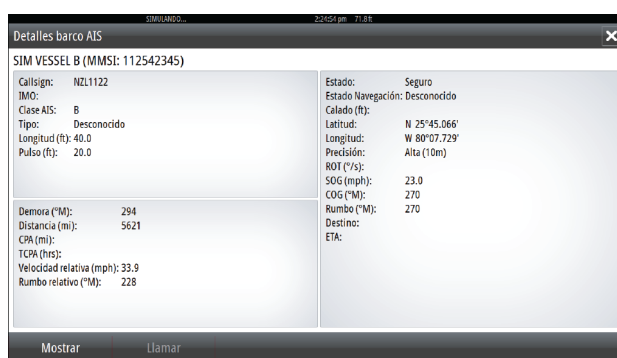 SIMULANDO... 2:24:54 pm 71.8 ft
Detalles barco AIS
SIM VESSEL B (MMSI: 112542345)
Callsign: NZL1122
IMO:
Clase AIS: B
Tipo: Desconocido
Longitud (ft): 40.0
Pulso (ft): 20.0
Demora (°M): 294
Distancia (mi): 5621
CPA (mi):
TCPA (hrs):
Velocidad relativa (mph): 33.9
Rumbo relativo (°M): 228
Estado: Seguro
Estado Navegación: Desconocido
Calado (ft):
Latitud: N 25°45.066'
Longitud: W 80°07.729'
Precisión: Alta (10m)
ROT (°/s):
SOG (mph): 23.0
COG (°M): 270
Rumbo (°M): 270
Destino:
ETA:
Mostrar Llamar